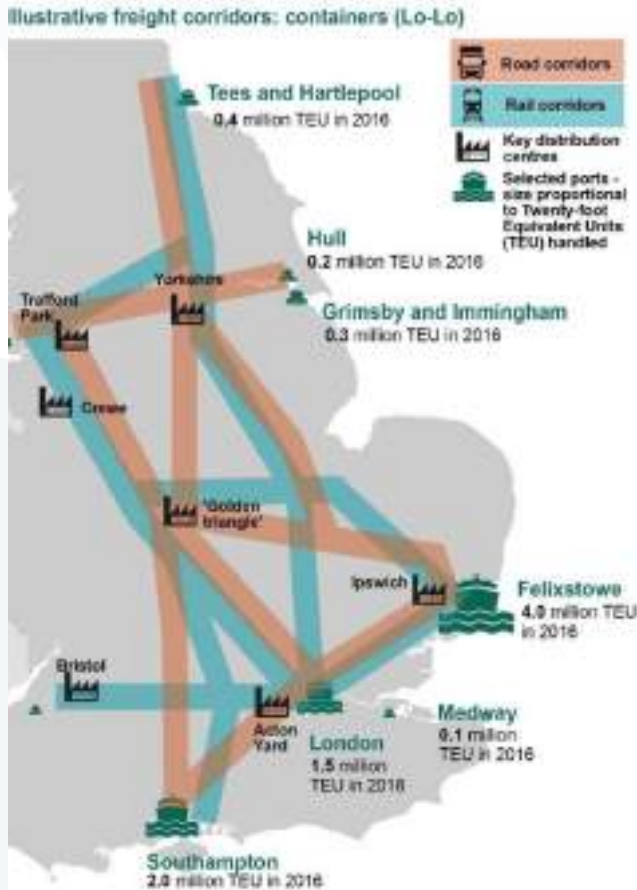 Illustrative freight corridors: containers (Lo-Lo)
Tees and Hartlepool
0.4 million TEU in 2016
Road corridors
Rail corridors
Key distribution
centres
Selected ports -
size proportional
to Twenty-foot
Equivalent Units
(TEU) handled
Hull
0.2 million TEU in 2016
Yorkshire
Trafford
Park
Grimsby and Immingham
0.3 million TEU in 2016
Crewe
'Golden
triangle'
Ipswich
Felixstowe
4.0 million TEU
in 2016
Bristol
Acton
Yard
London
1.5 million
TEU in 2016
Medway
0.1 million
TEU in 2016
Southampton
2.0 million TEU in 2016